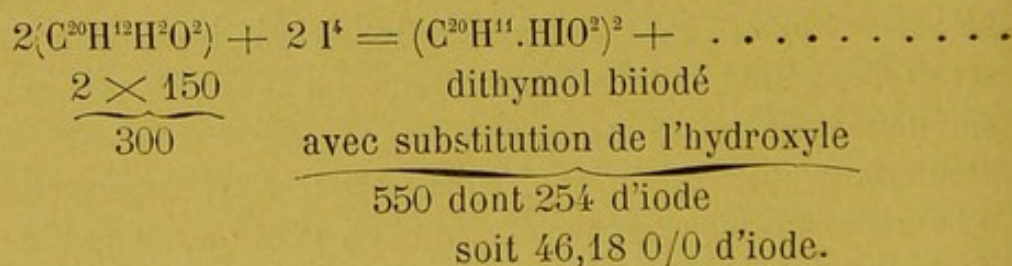 2(C²⁰H¹²H²O²) + 2 I⁴ = (C²⁰H¹¹.HIO²)² + . . . . . . . . . .
2 × 150 dithymol biiodé
300 avec substitution de l'hydroxyle
550 dont 254 d'iode
soit 46,18 0/0 d'iode.